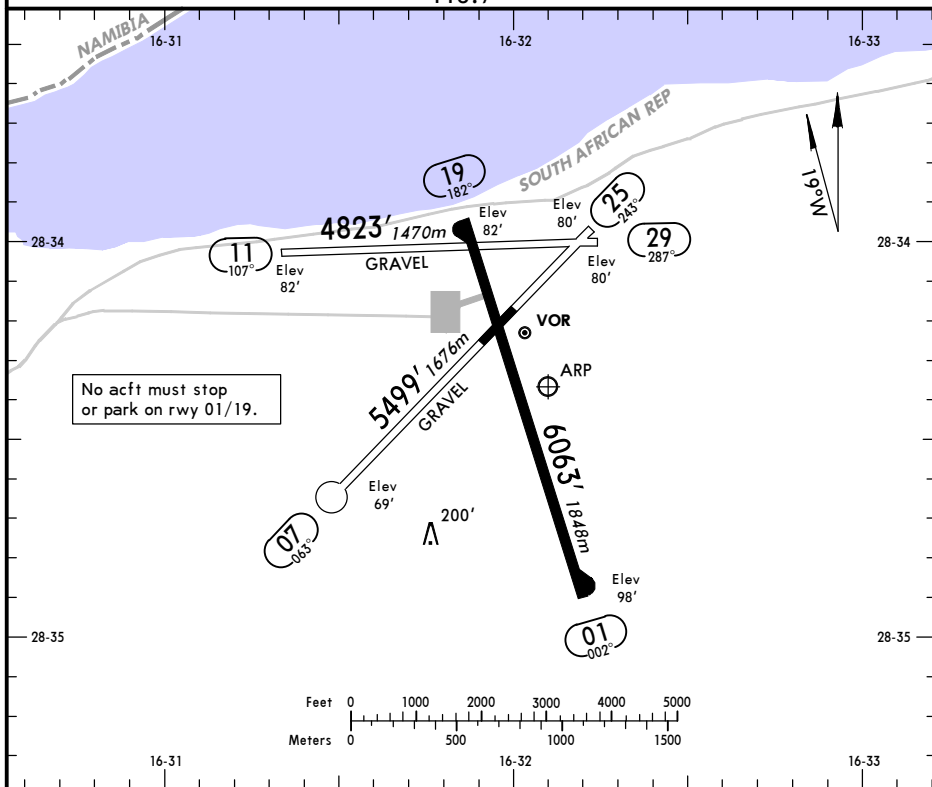 NAMIBIA
16-31
16-32
16-33
SOUTH AFRICAN REP
19°W
19
182°
Elev
82'
Elev
80'
25
243°
4823' 1470m
GRAVEL
11
107°
Elev
82'
29
287°
Elev
80'
28-34
28-34
VOR
ARP
No acft must stop
or park on rwy 01/19.
5499' 1676m
GRAVEL
6063' 1848m
Elev
69'
07
063°
200'
Elev
98'
01
002°
28-35
28-35
Feet 0 1000 2000 3000 4000 5000
Meters 0 500 1000 1500
16-31
16-32
16-33